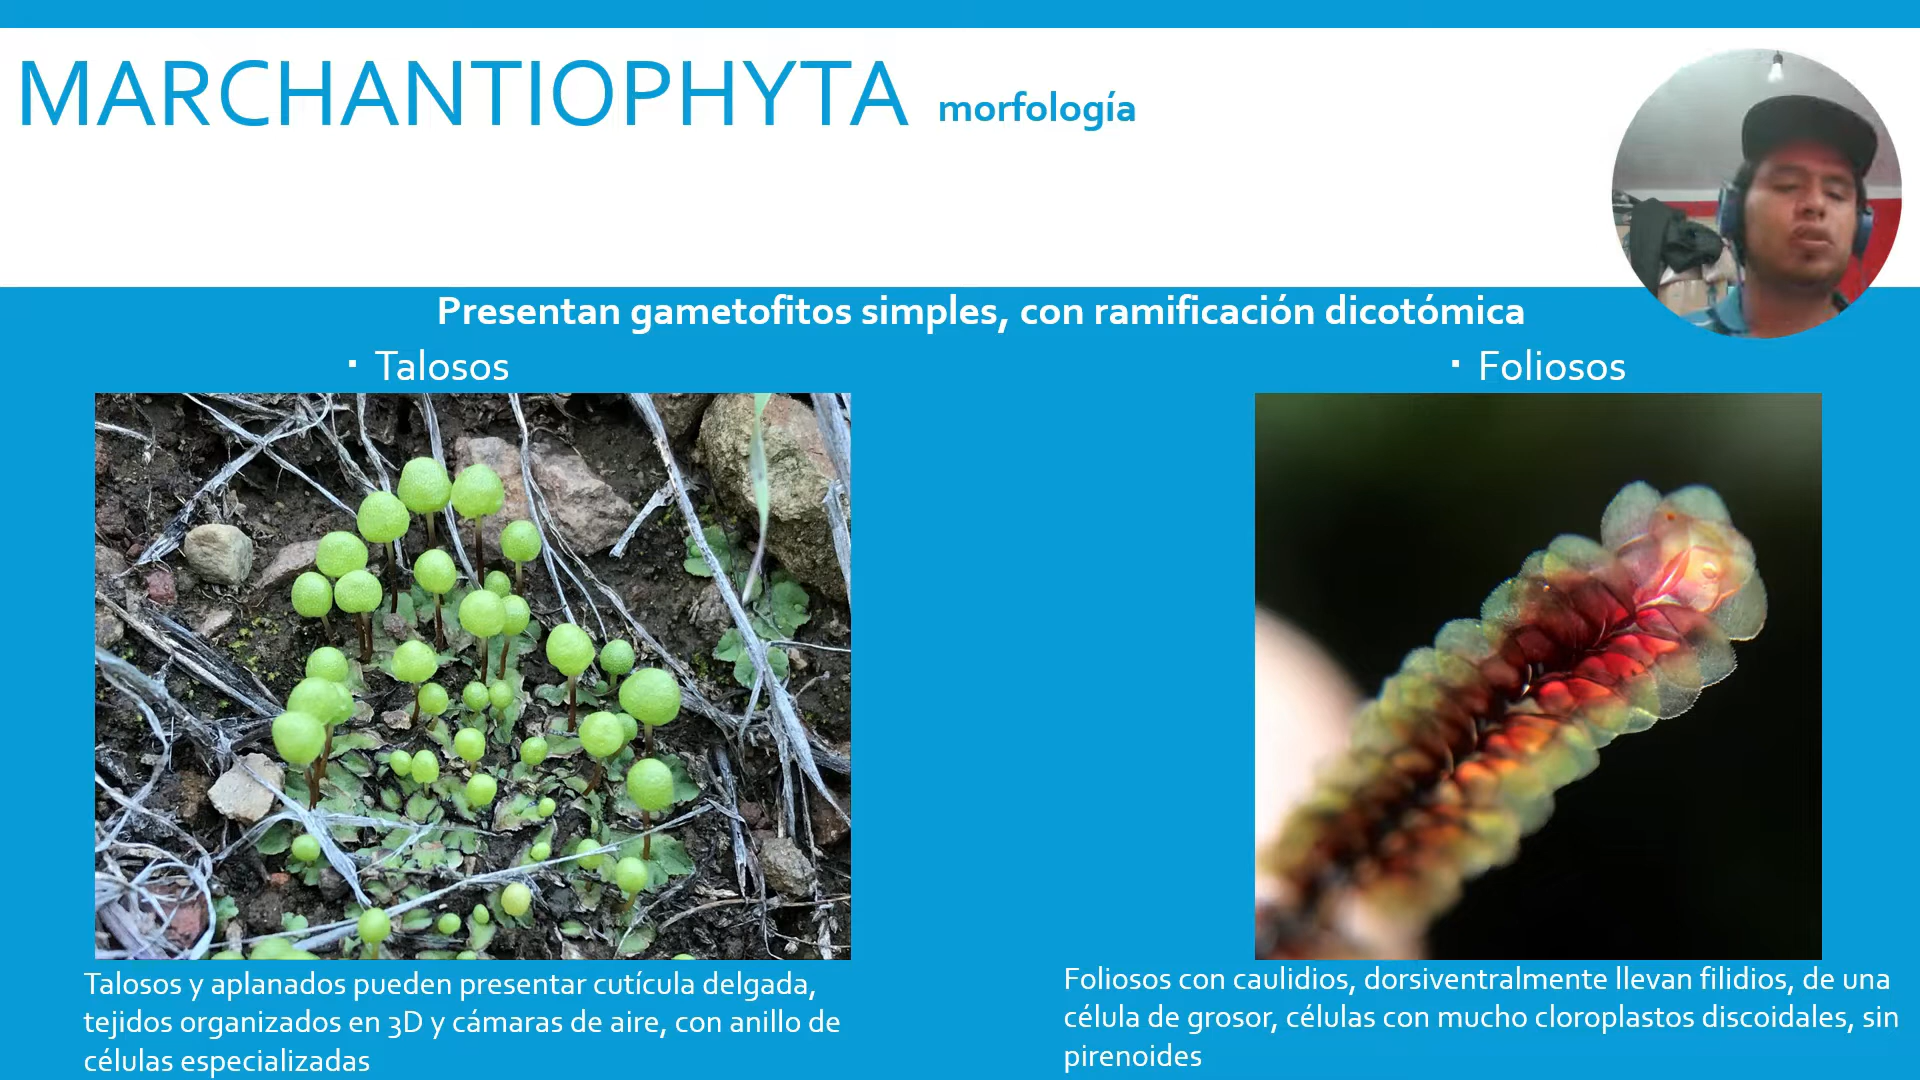 MARCHANTIOPHYTA morfología
Presentan gametofitos simples, con ramificación dicotómica
▪ Talosos
▪ Foliosos
Talosos y aplanados pueden presentar cutícula delgada,
tejidos organizados en 3D y cámaras de aire, con anillo de
células especializadas
Foliosos con caulidios, dorsiventralmente llevan filidios, de una
célula de grosor, células con mucho cloroplastos discoidales, sin
pirenoides